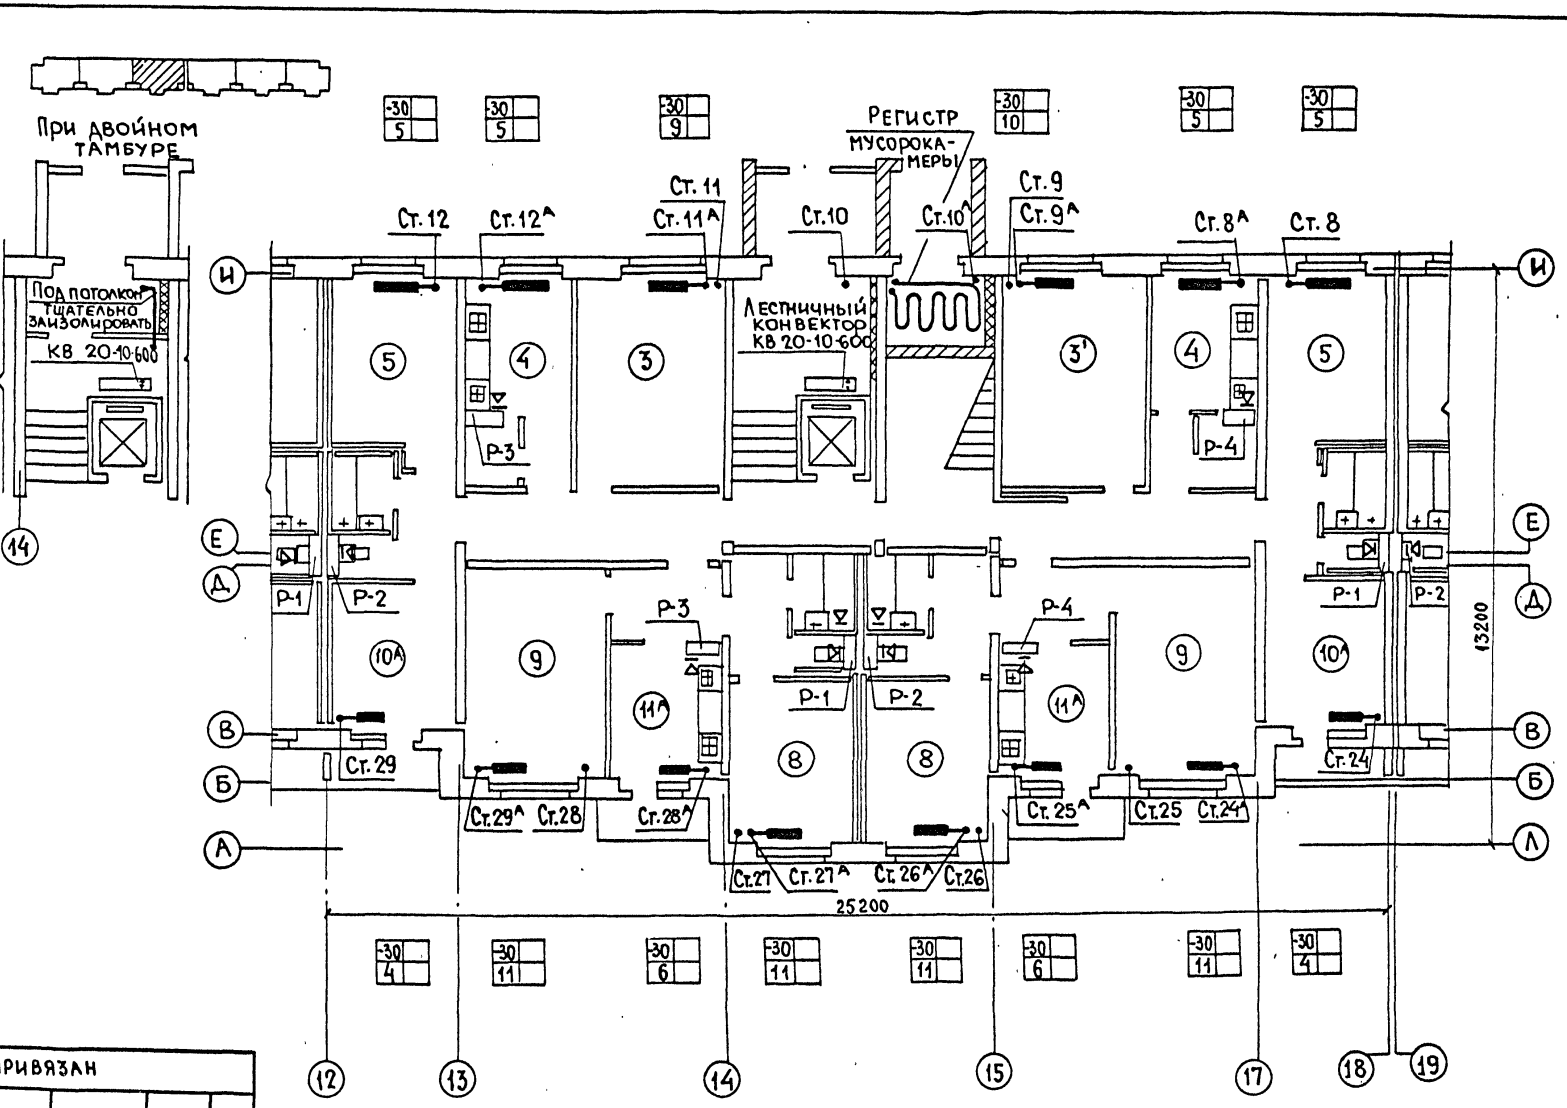 При двойном
тамбуре
-30
5
-30
5
-30
9
-30
10
-30
5
-30
5
Регистр
мусорока-
меры
Ст. 12
Ст. 12А
Ст. 11
Ст. 11А
Ст. 10
Ст. 10А
Ст. 9
Ст. 9А
Ст. 8А
Ст. 8
И
И
Под потолком
тщательно
заизолировать
КВ 20-10-600
Лестничный
конвектор
КВ 20-10-600
5
4
3
3'
4
5
Р-3
Р-4
14
Е
Д
Е
Д
Р-1
Р-2
Р-3
Р-4
Р-1
Р-2
13200
10А
9
11А
Р-1
Р-2
11А
9
10А
8
8
В
Б
А
В
Б
Л
Ст. 29
Ст. 29А
Ст. 28
Ст. 28А
Ст. 27
Ст. 27А
Ст. 26А
Ст. 26
Ст. 25А
Ст. 25
Ст. 24А
Ст. 24
25200
-30
4
-30
11
-30
6
-30
11
-30
11
-30
6
-30
11
-30
4
12
13
14
15
17
18
19
РИВЯЗАН